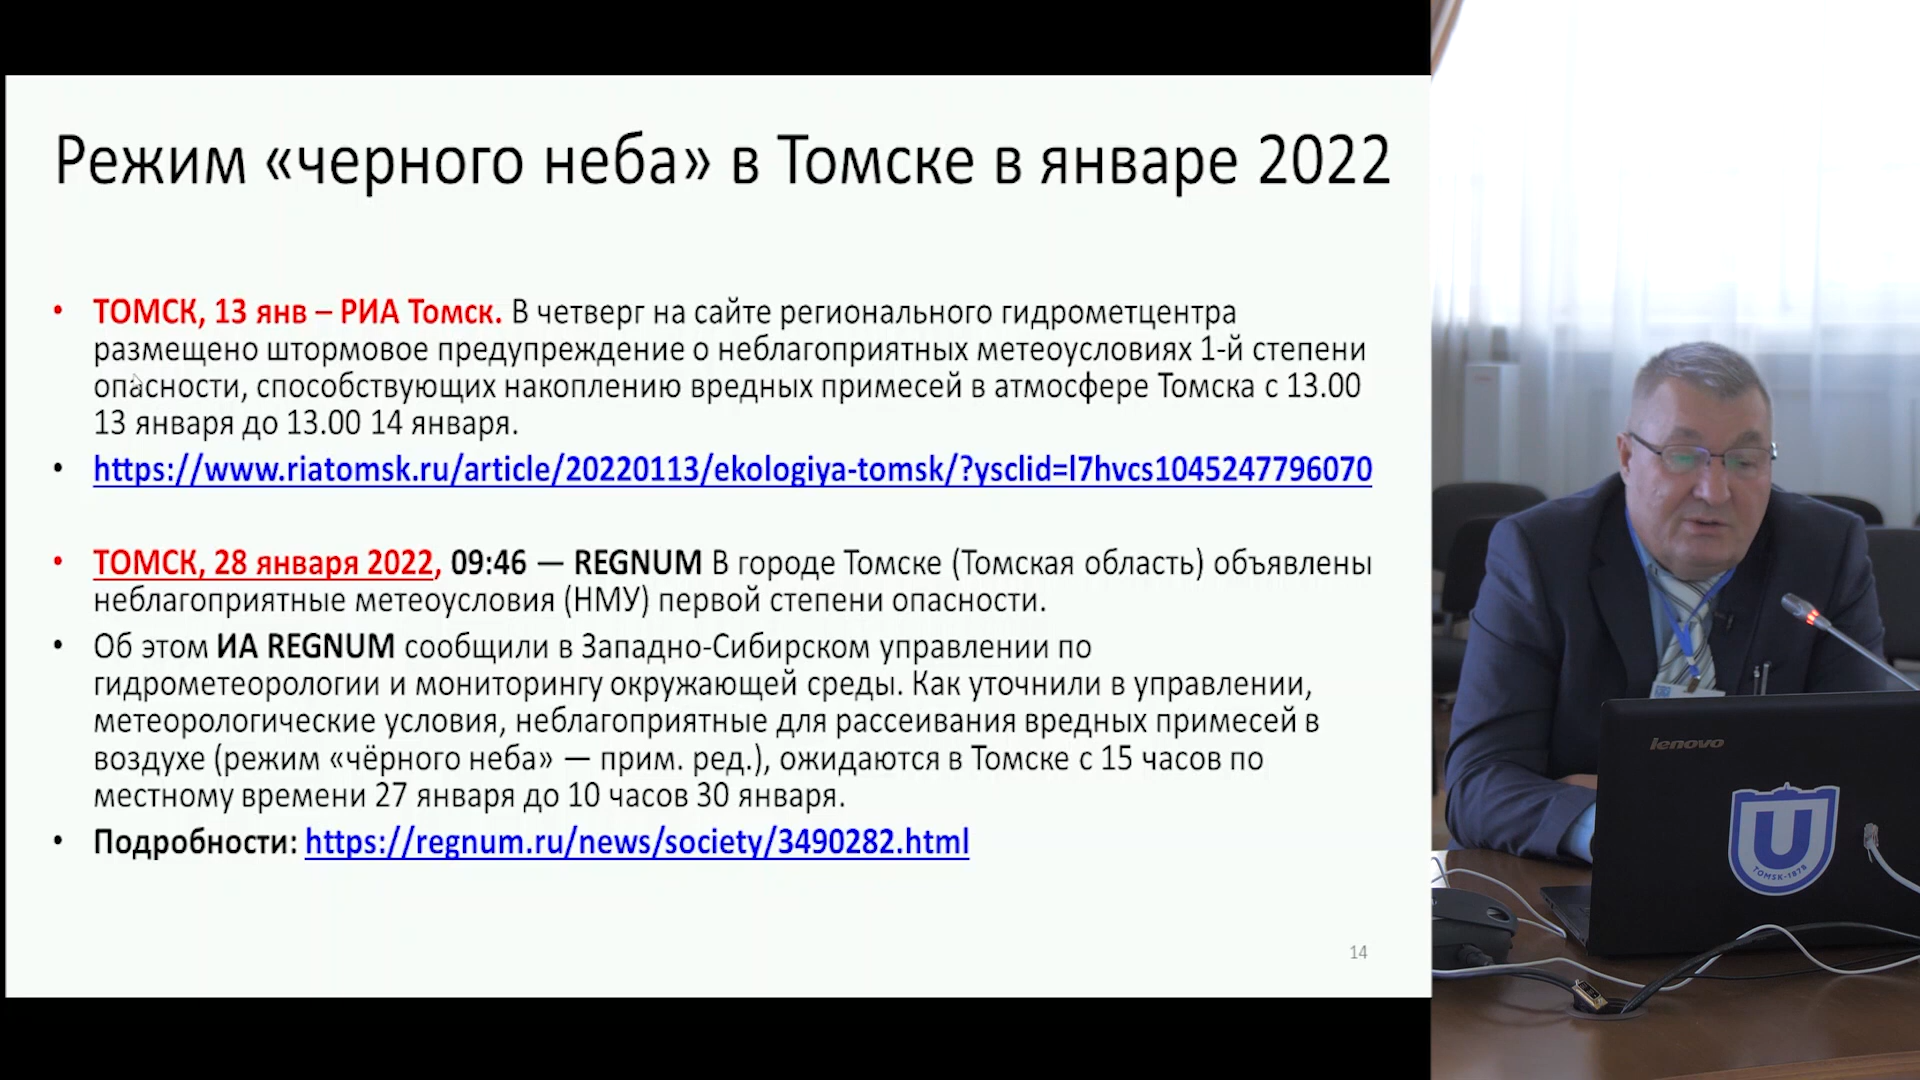 Режим «черного неба» в Томске в январе 2022
• ТОМСК, 13 янв – РИА Томск. В четверг на сайте регионального гидрометцентра
размещено штормовое предупреждение о неблагоприятных метеоусловиях 1-й степени
опасности, способствующих накоплению вредных примесей в атмосфере Томска с 13.00
13 января до 13.00 14 января.
• https://www.riatomsk.ru/article/20220113/ekologiya-tomsk/?ysclid=l7hvcs1045247796070
• ТОМСК, 28 января 2022, 09:46 — REGNUM В городе Томске (Томская область) объявлены
неблагоприятные метеоусловия (НМУ) первой степени опасности.
• Об этом ИА REGNUM сообщили в Западно-Сибирском управлении по
гидрометеорологии и мониторингу окружающей среды. Как уточнили в управлении,
метеорологические условия, неблагоприятные для рассеивания вредных примесей в
воздухе (режим «чёрного неба» — прим. ред.), ожидаются в Томске с 15 часов по
местному времени 27 января до 10 часов 30 января.
• Подробности: https://regnum.ru/news/society/3490282.html
14
lenovo
U
TOMSK-1878